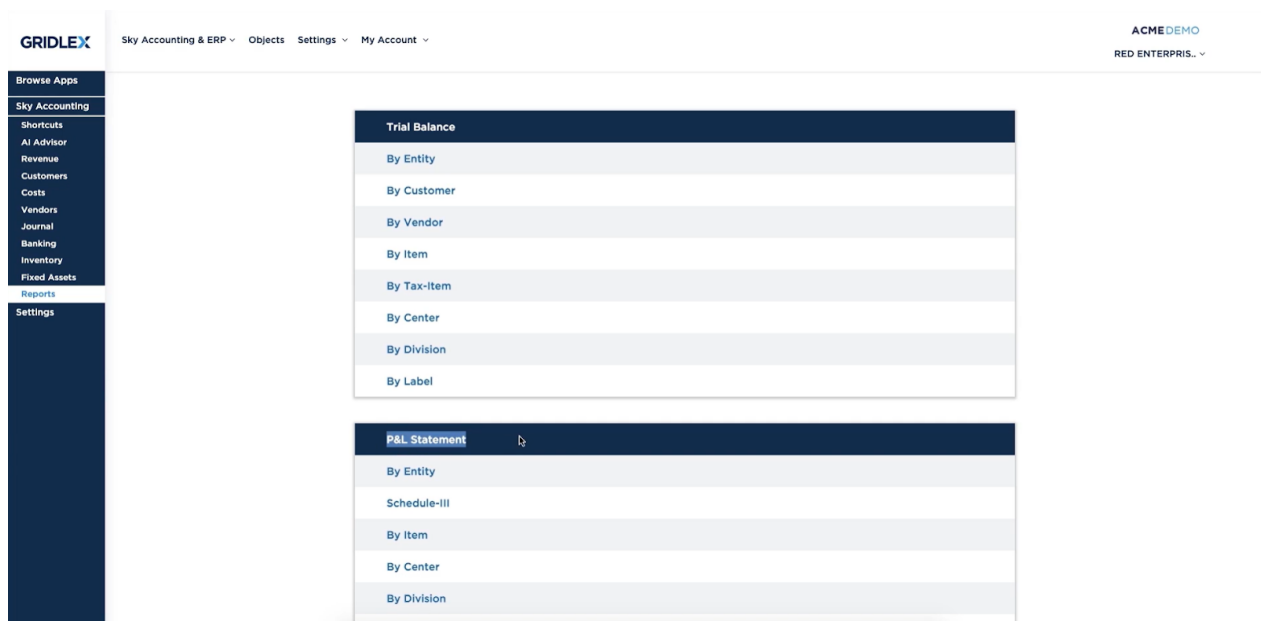 GRIDLEX
Sky Accounting & ERP
Objects
Settings
My Account
ACMEDEMO
RED ENTERPRIS..
Browse Apps
Sky Accounting
Shortcuts
AI Advisor
Revenue
Customers
Costs
Vendors
Journal
Banking
Inventory
Fixed Assets
Reports
Settings
Trial Balance
By Entity
By Customer
By Vendor
By Item
By Tax-Item
By Center
By Division
By Label
P&L Statement
By Entity
Schedule-III
By Item
By Center
By Division